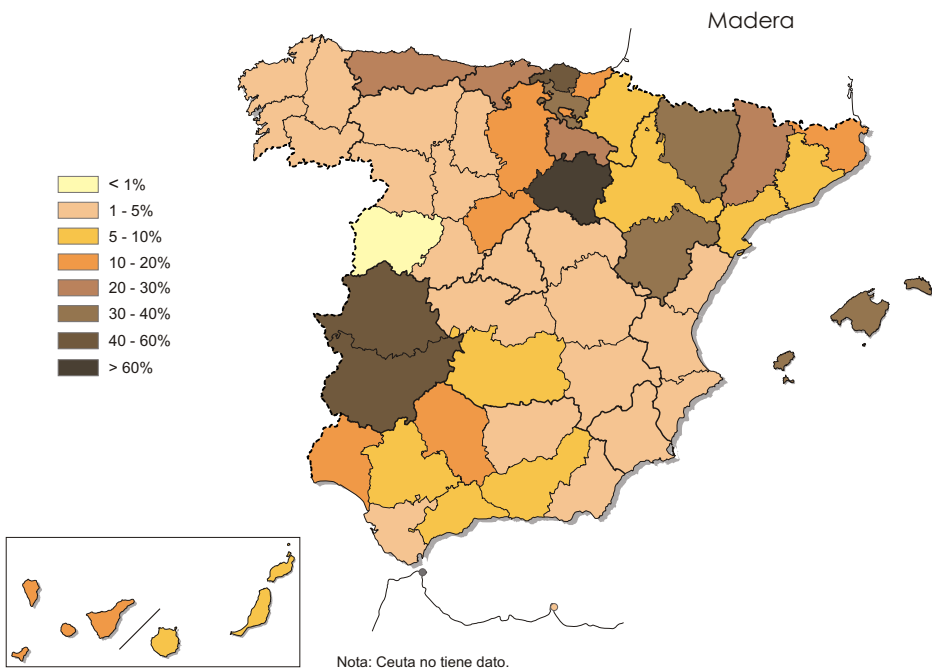 Madera
< 1%
1 - 5%
5 - 10%
10 - 20%
20 - 30%
30 - 40%
40 - 60%
> 60%
Nota: Ceuta no tiene dato.